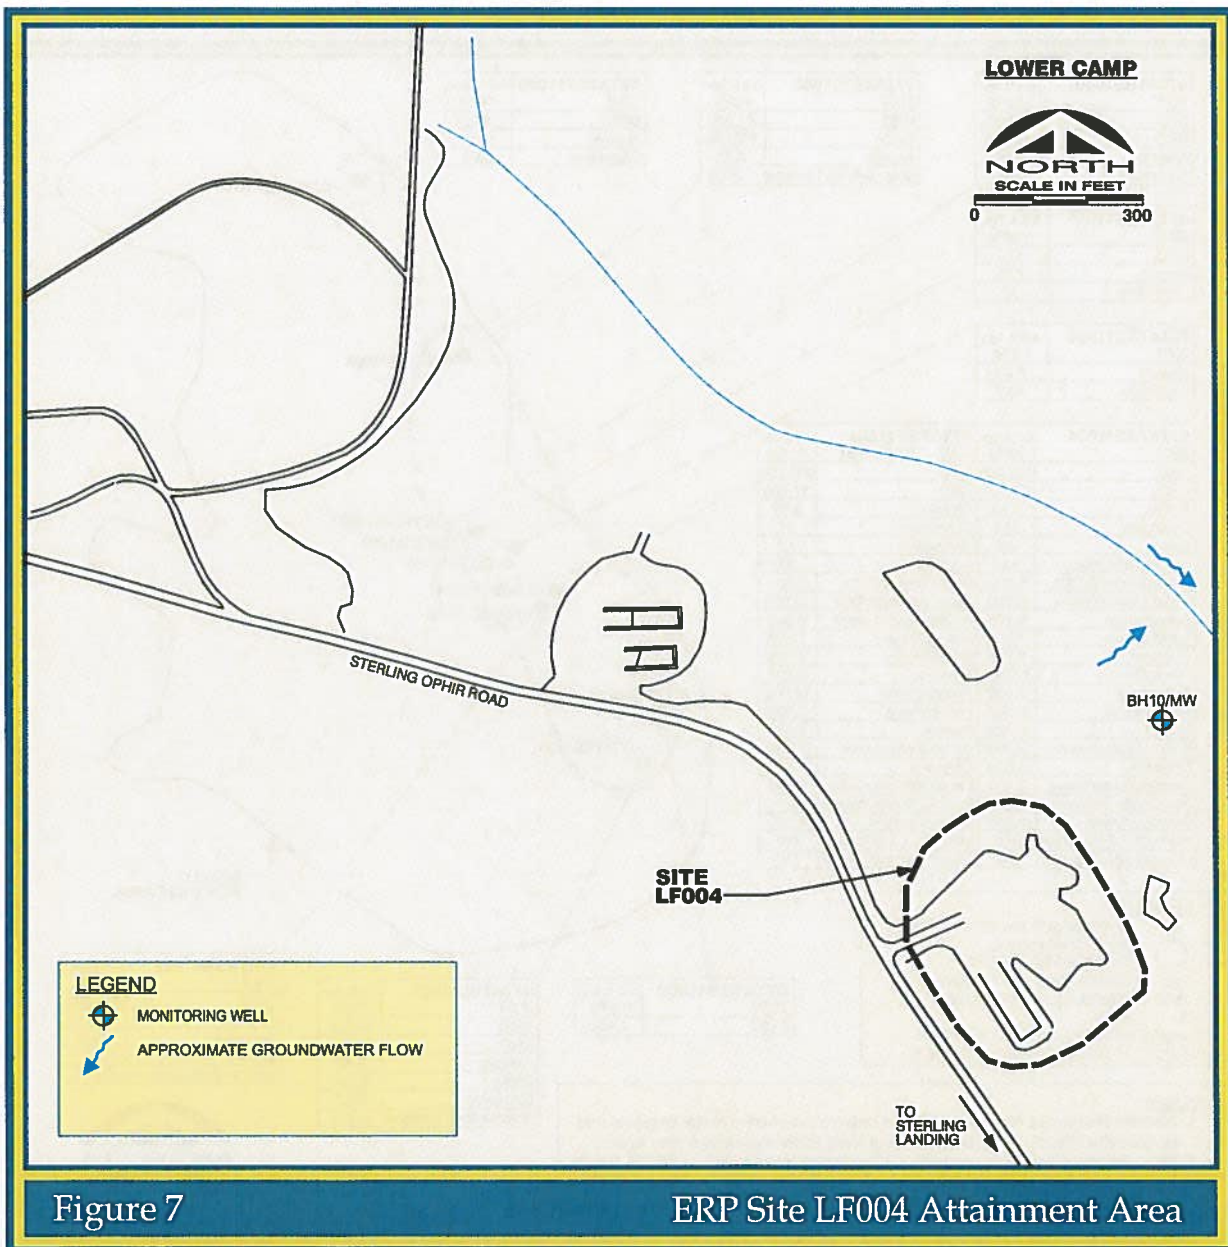 LOWER CAMP
NORTH
SCALE IN FEET
0 300
STERLING OPHIR ROAD
BH10/MW
SITE
LF004
LEGEND
MONITORING WELL
APPROXIMATE GROUNDWATER FLOW
TO
STERLING
LANDING
Figure 7
ERP Site LF004 Attainment Area